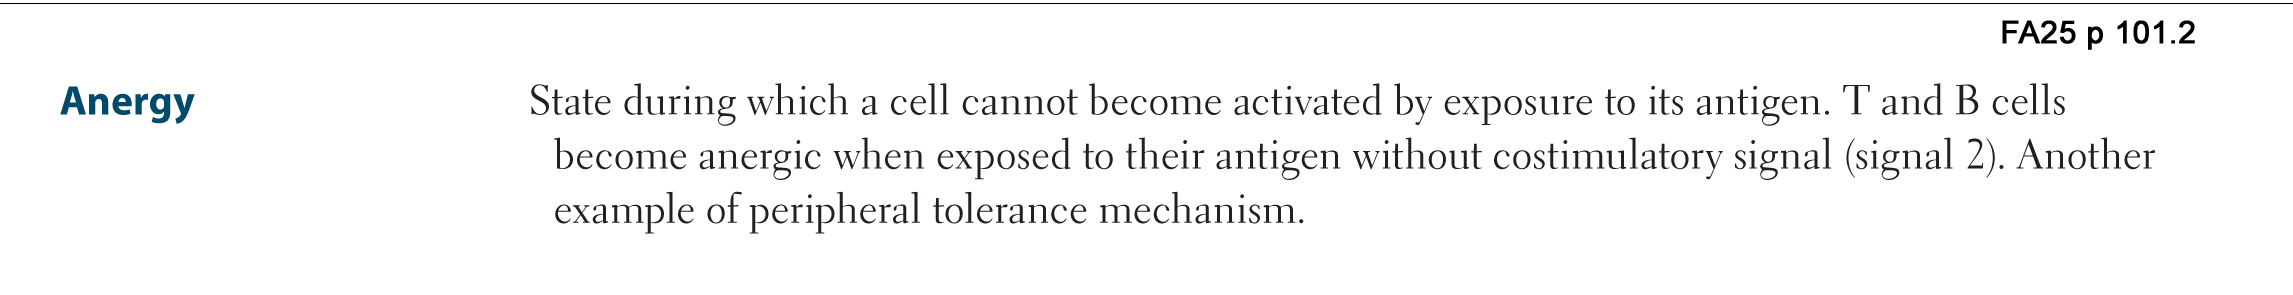 FA25 p 101.2
Anergy
State during which a cell cannot become activated by exposure to its antigen. T and B cells
become anergic when exposed to their antigen without costimulatory signal (signal 2). Another
example of peripheral tolerance mechanism.